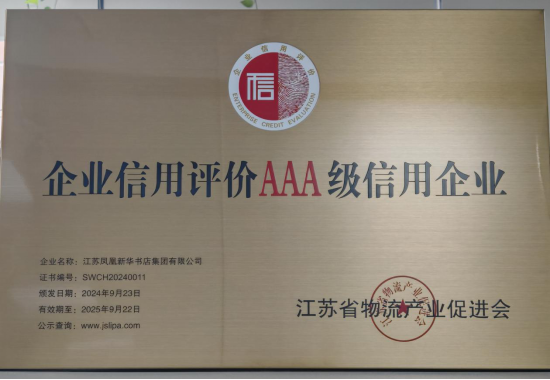 企业信用评价
信
ENTERPRISE CREDIT EVALUATION
企业信用评价AAA级信用企业
企业名称：江苏凤凰新华书店集团有限公司
证书编号：SWCH20240011
颁发日期：2024年9月23日
有效期至：2025年9月22日
公示查询：www.jslipa.com
江苏省物流产业促进会